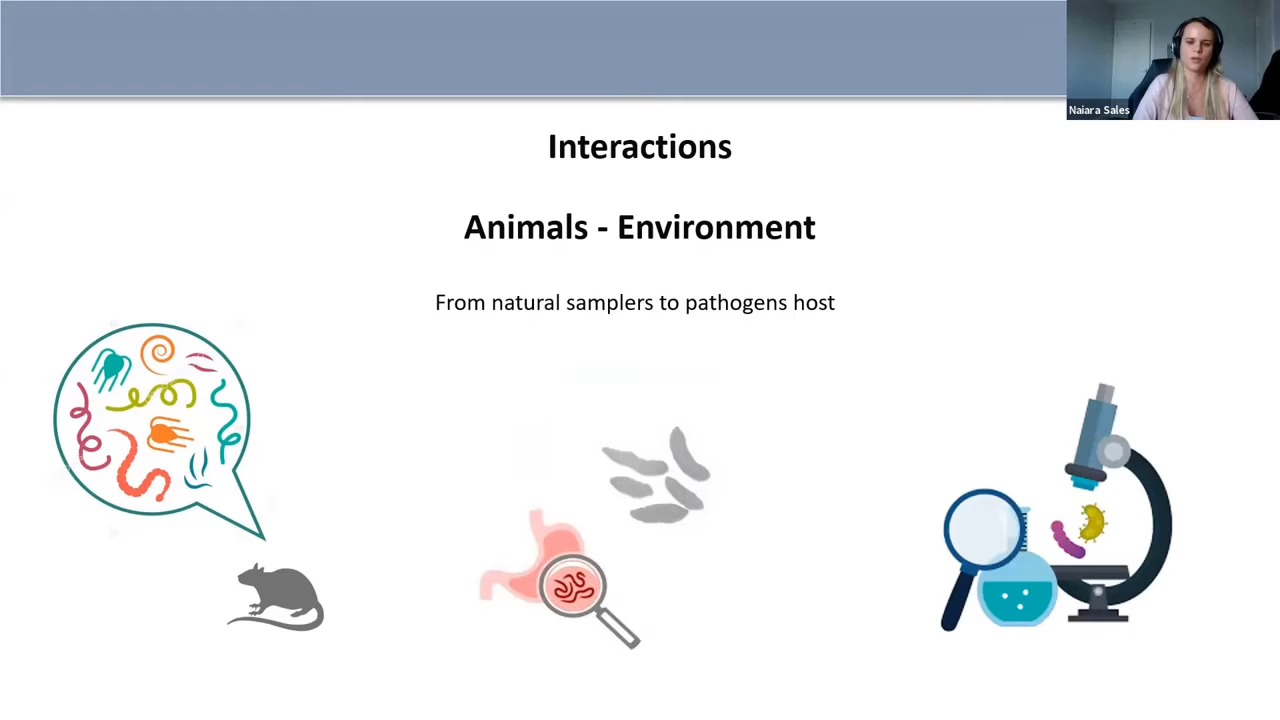 Naiara Sales
Interactions
Animals - Environment
From natural samplers to pathogens host